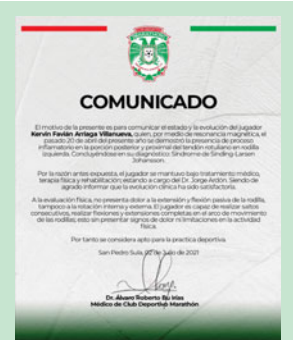 COMUNICADO
El motivo de la presente es para comunicar el estado y la evolución del jugador
Kervin Favián Arriaga Villanueva, quien, por medio de resonancia magnética, el
pasado 20 de abril del presente año se demostró la presencia de proceso
inflamatorio en la porción posterior y proximal del tendón rotuliano en rodilla
izquierda. Concluyéndose en su diagnóstico: Síndrome de Sinding-Larsen
Johansson.
Por la razón antes expuesta, el jugador se mantuvo bajo tratamiento médico,
terapia física y rehabilitación; estando a cargo del Dr. Jorge Andón. Siendo de
agrado informar que la evolución clínica ha sido satisfactoria.
A la evaluación física, no presenta dolor a la extensión y flexión pasiva de la rodilla,
tampoco a la rotación interna y externa. El jugador es capaz de realizar saltos
consecutivos, realizar flexiones y extensiones completas en el arco de movimiento
de las rodillas; esto sin presentar signos de dolor ni limitaciones en la actividad
física.
Por tanto se considera apto para la practica deportiva.
San Pedro Sula, 02 de Julio de 2021
Dr. Álvaro Roberto Irías
Médico de Club Deportivo Marathón